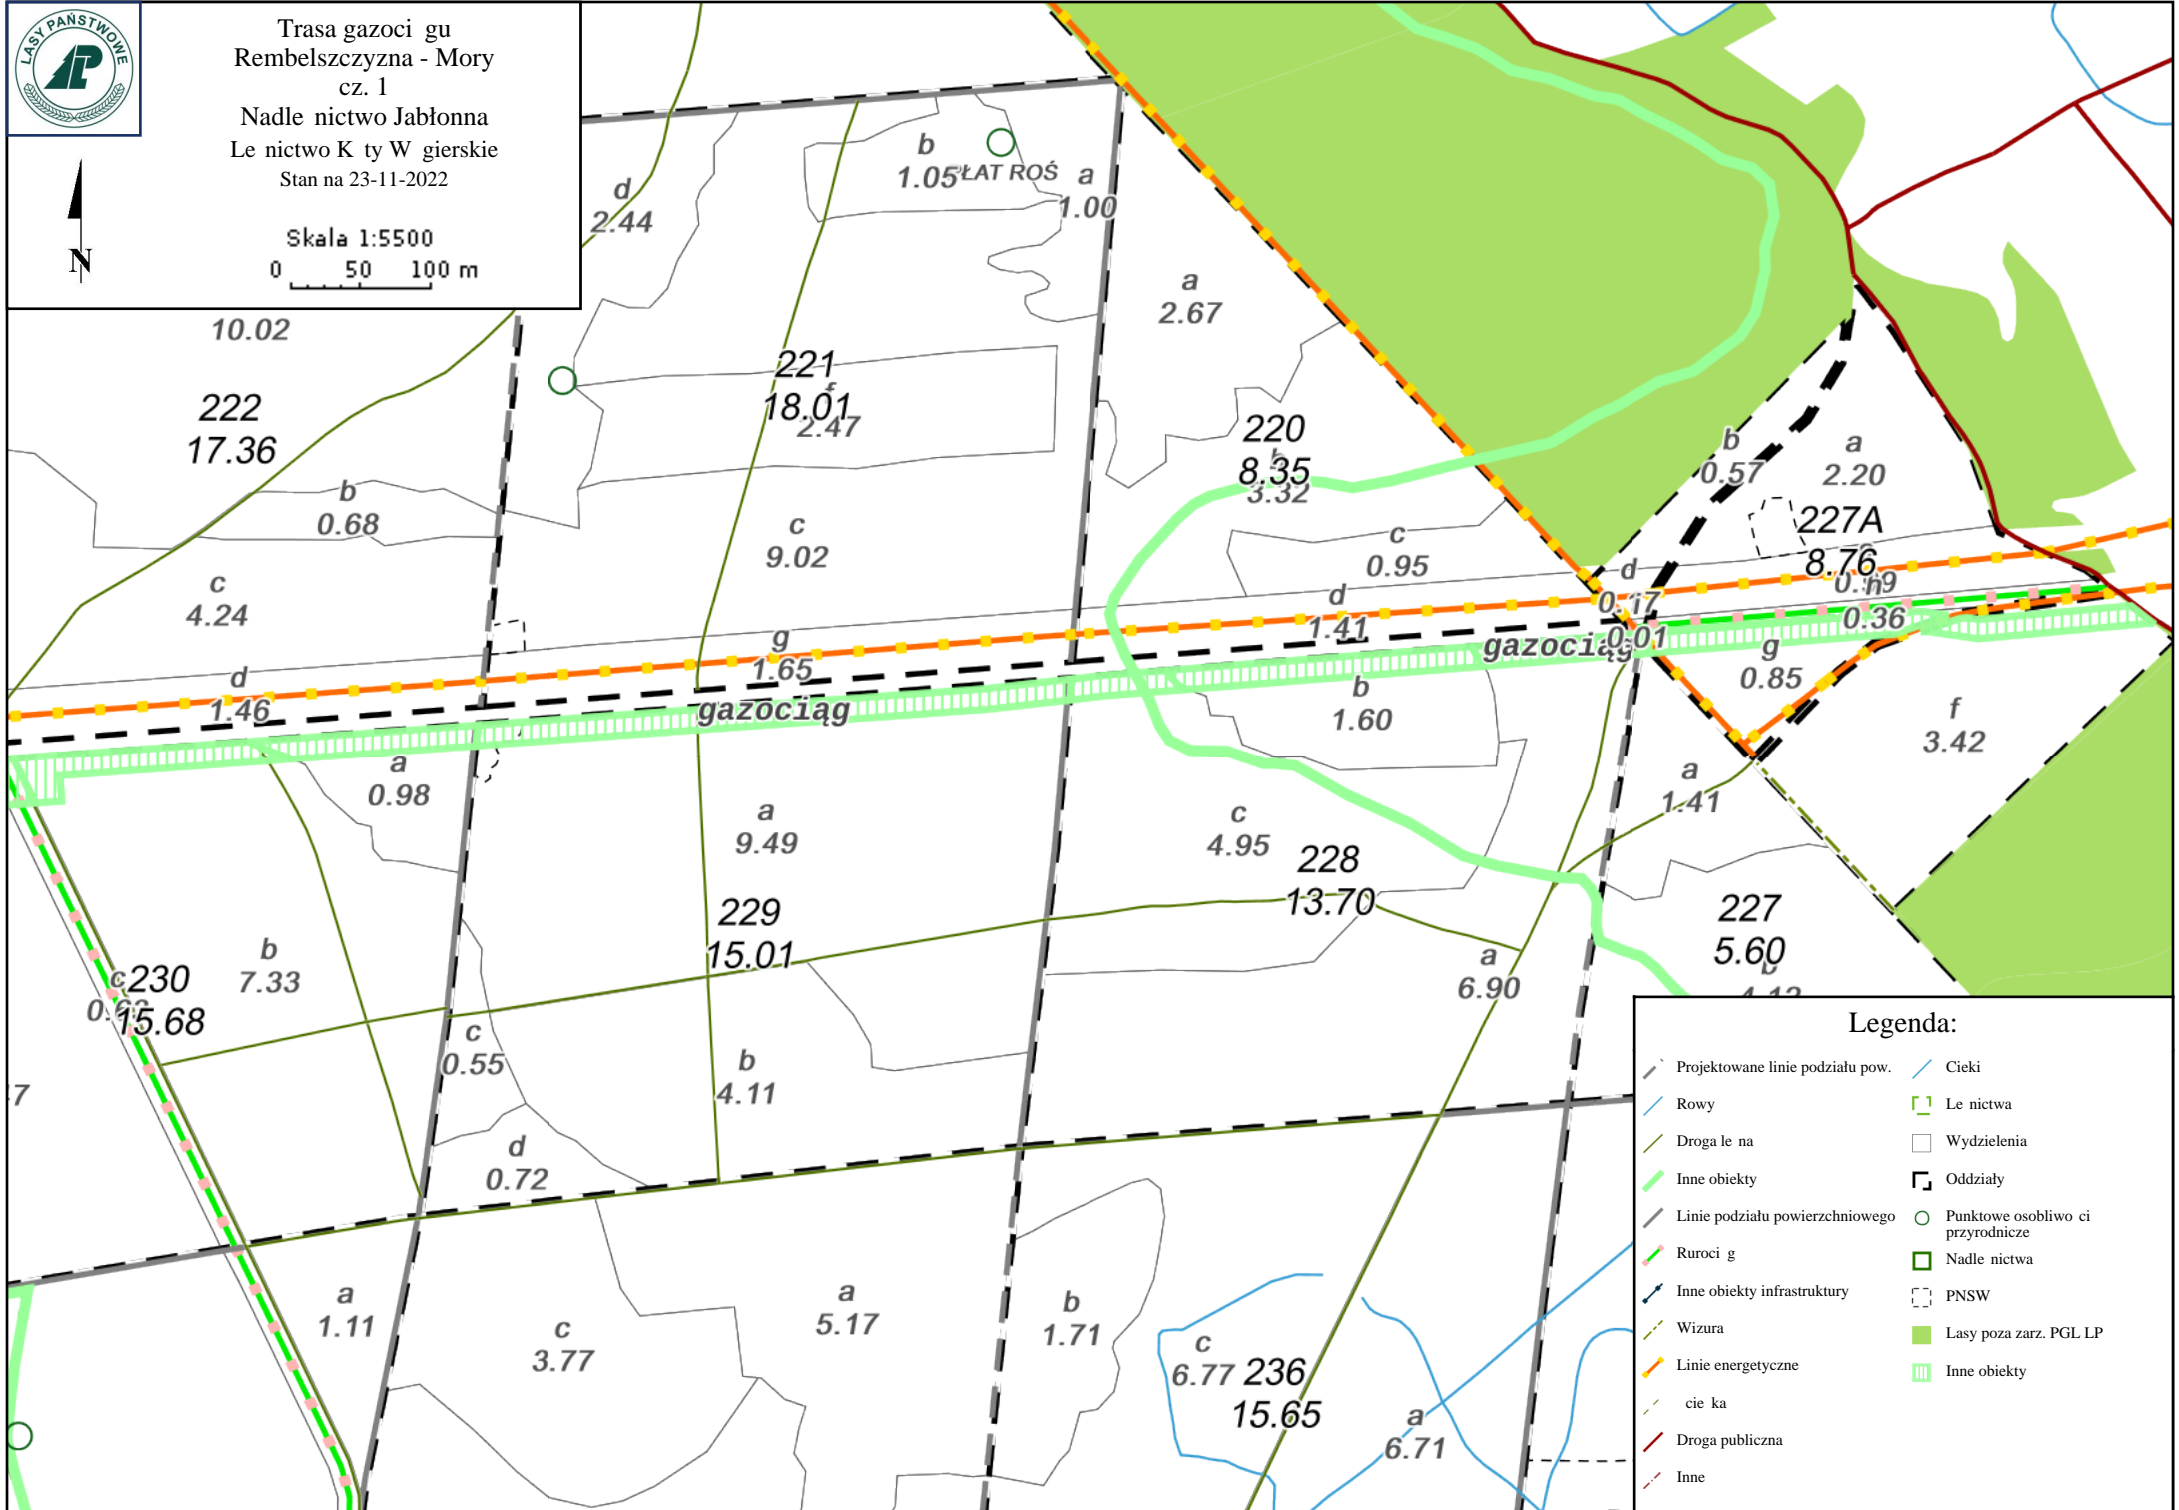 LASY PAŃSTWOWE
Trasa gazoci gu
Rembelszczyzna - Mory
cz. 1
Nadle nictwo Jabłonna
Le nictwo K ty W gierskie
Stan na 23-11-2022
N
Skala 1:5500
0 50 100 m
b
1.05
ŁAT ROŚ
a
1.00
d
2.44
a
2.67
10.02
222
17.36
221
18.01
2.47
220
8.35
3.32
b
0.57
a
2.20
b
0.68
c
9.02
c
0.95
227A
8.76
c
4.24
d
1.41
d
0.17
h
0.36
0.01
g
1.65
d
1.46
gazociąg
gazociąg
g
0.85
b
1.60
f
3.42
a
0.98
a
9.49
c
4.95
a
1.41
228
13.70
229
15.01
227
5.60
b
b
7.33
c
230
15.68
a
6.90
c
0.55
b
4.11
7
d
0.72
a
1.11
c
3.77
a
5.17
b
1.71
c
6.77
236
15.65
a
6.71
Legenda:
Projektowane linie podziału pow.
Rowy
Droga le na
Inne obiekty
Linie podziału powierzchniowego
Ruroci g
Inne obiekty infrastruktury
Wizura
Linie energetyczne
cie ka
Droga publiczna
Inne
Cieki
Le nictwa
Wydzielenia
Oddziały
Punktowe osobliwo ci
przyrodnicze
Nadle nictwa
PNSW
Lasy poza zarz. PGL LP
Inne obiekty